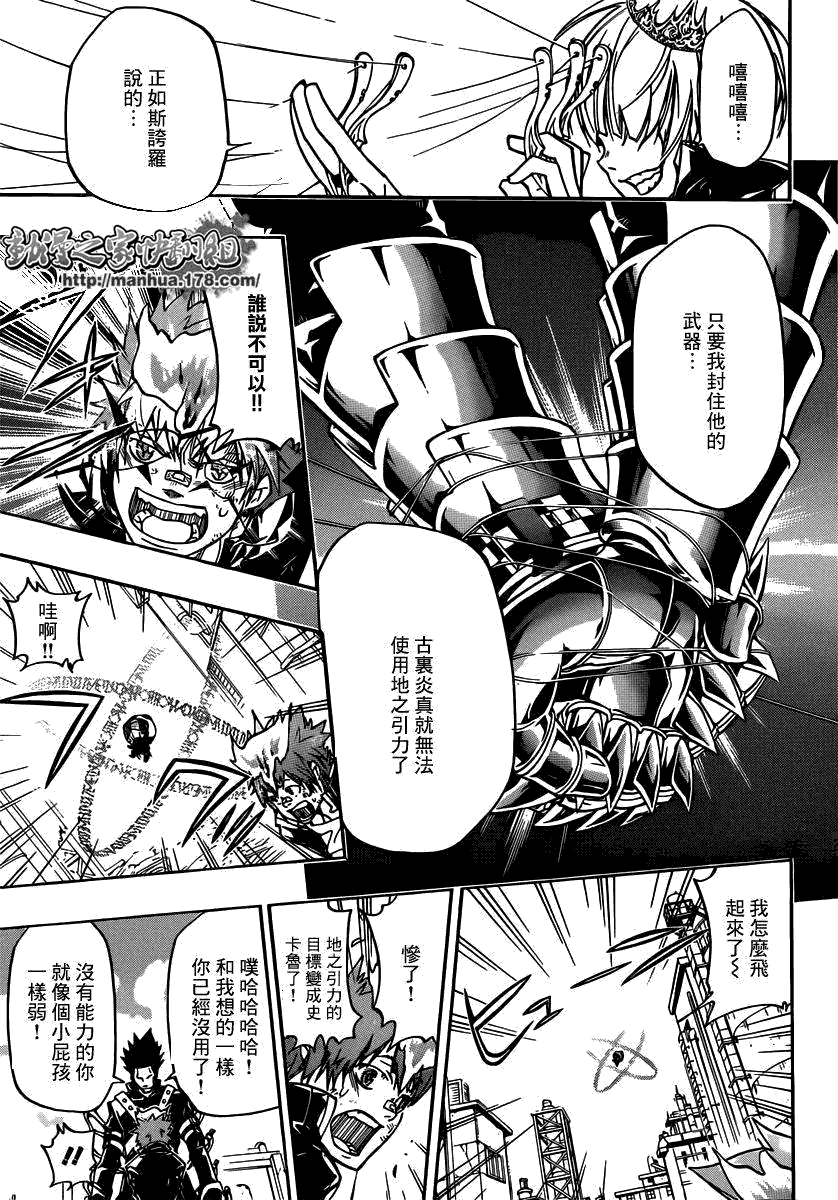 嘻嘻嘻…
正如斯誇羅
說的…
只要我封住他的
武器…
古裏炎真就無法
使用地之引力了
動漫之家快翻組
http://manhua.178.com/
誰説不可以!!
哇啊!!
我怎麼飛
起來了~
慘了!
地之引力的
目標變成史
卡魯了!
噗哈哈哈哈!
和我想的一樣
你已經沒用了!
沒有能力的你
就像個小屁孩
一樣弱!
!!